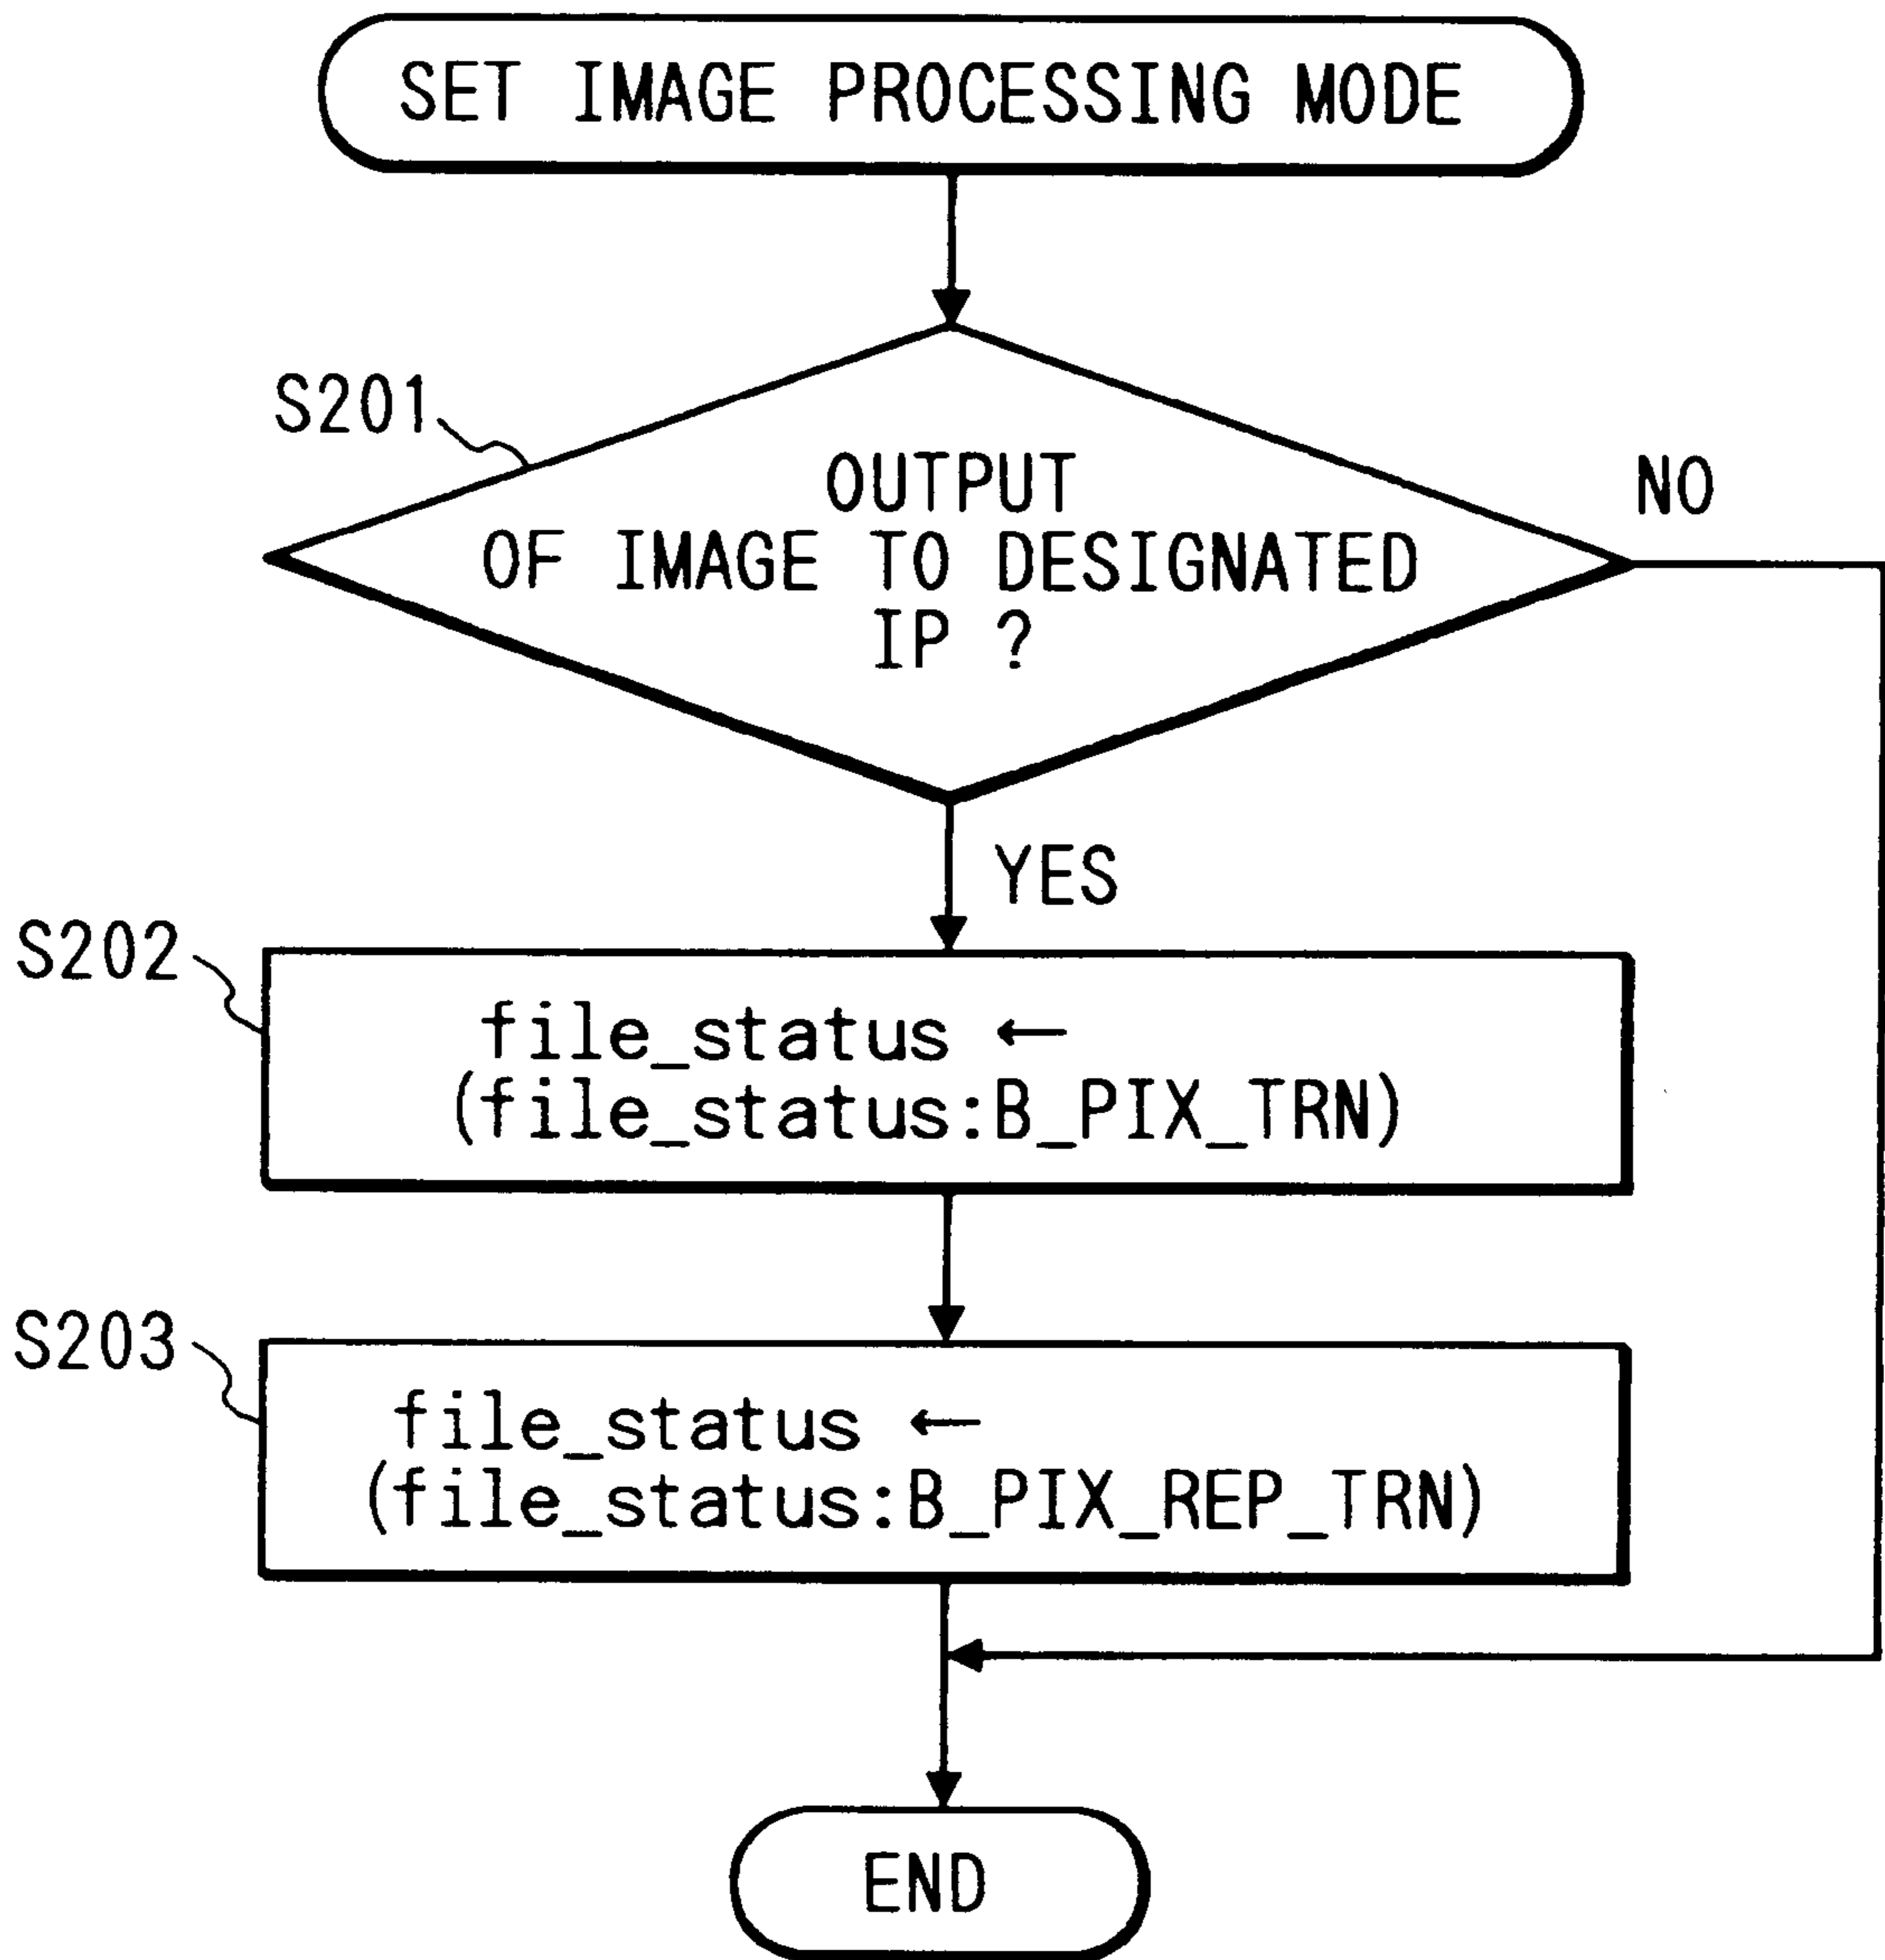 SET IMAGE PROCESSING MODE
S201
OUTPUT
OF IMAGE TO DESIGNATED
IP ?
NO
YES
S202
file_status ←
(file_status:B_PIX_TRN)
S203
file_status ←
(file_status:B_PIX_REP_TRN)
END